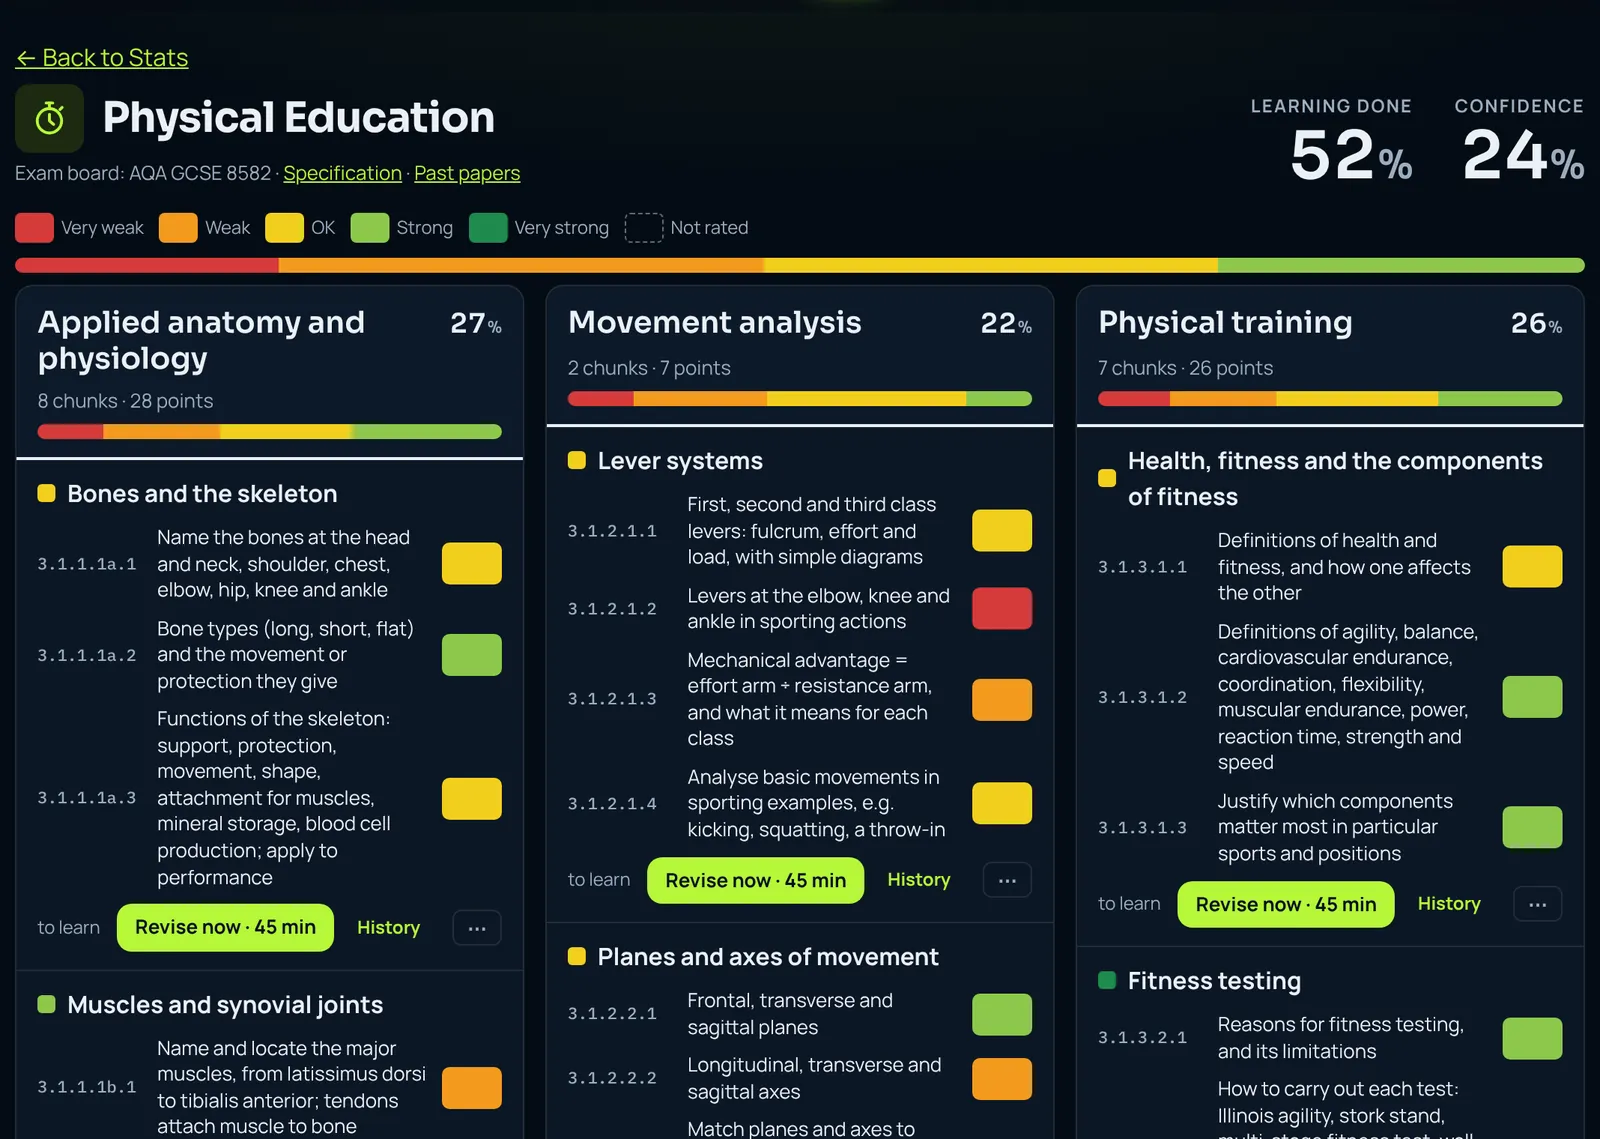 ← Back to Stats
Physical Education
Exam board: AQA GCSE 8582 · Specification · Past papers
LEARNING DONE
52%
CONFIDENCE
24%
Very weak
Weak
OK
Strong
Very strong
Not rated
Applied anatomy and
physiology
27%
8 chunks · 28 points
Bones and the skeleton
3.1.1.1a.1
Name the bones at the head
and neck, shoulder, chest,
elbow, hip, knee and ankle
3.1.1.1a.2
Bone types (long, short, flat)
and the movement or
protection they give
3.1.1.1a.3
Functions of the skeleton:
support, protection,
movement, shape,
attachment for muscles,
mineral storage, blood cell
production; apply to
performance
to learn
Revise now · 45 min
History
...
Muscles and synovial joints
3.1.1.1b.1
Name and locate the major
muscles, from latissimus dorsi
to tibialis anterior; tendons
attach muscle to bone
Movement analysis
22%
2 chunks · 7 points
Lever systems
3.1.2.1.1
First, second and third class
levers: fulcrum, effort and
load, with simple diagrams
3.1.2.1.2
Levers at the elbow, knee and
ankle in sporting actions
3.1.2.1.3
Mechanical advantage =
effort arm ÷ resistance arm,
and what it means for each
class
3.1.2.1.4
Analyse basic movements in
sporting examples, e.g.
kicking, squatting, a throw-in
to learn
Revise now · 45 min
History
...
Planes and axes of movement
3.1.2.2.1
Frontal, transverse and
sagittal planes
3.1.2.2.2
Longitudinal, transverse and
sagittal axes
Match planes and axes to
Physical training
26%
7 chunks · 26 points
Health, fitness and the components
of fitness
3.1.3.1.1
Definitions of health and
fitness, and how one affects
the other
3.1.3.1.2
Definitions of agility, balance,
cardiovascular endurance,
coordination, flexibility,
muscular endurance, power,
reaction time, strength and
speed
3.1.3.1.3
Justify which components
matter most in particular
sports and positions
to learn
Revise now · 45 min
History
...
Fitness testing
3.1.3.2.1
Reasons for fitness testing,
and its limitations
How to carry out each test:
Illinois agility, stork stand,